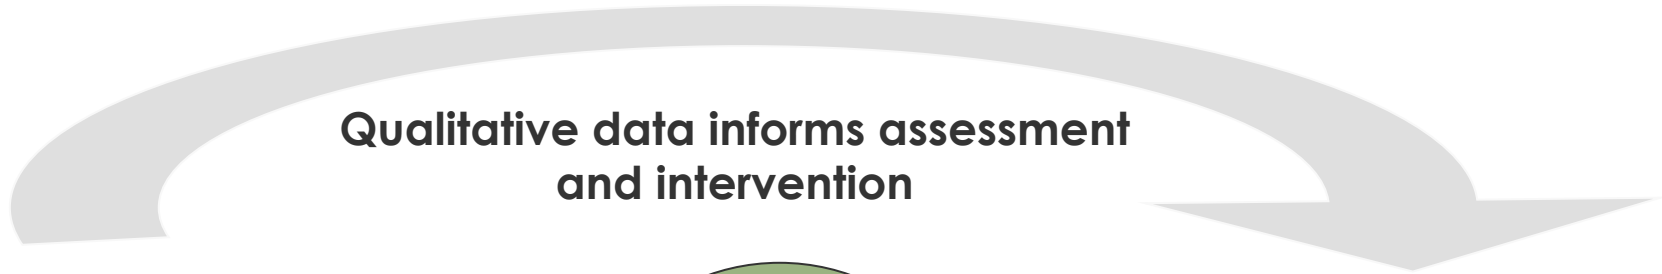 Qualitative data informs assessment
and intervention